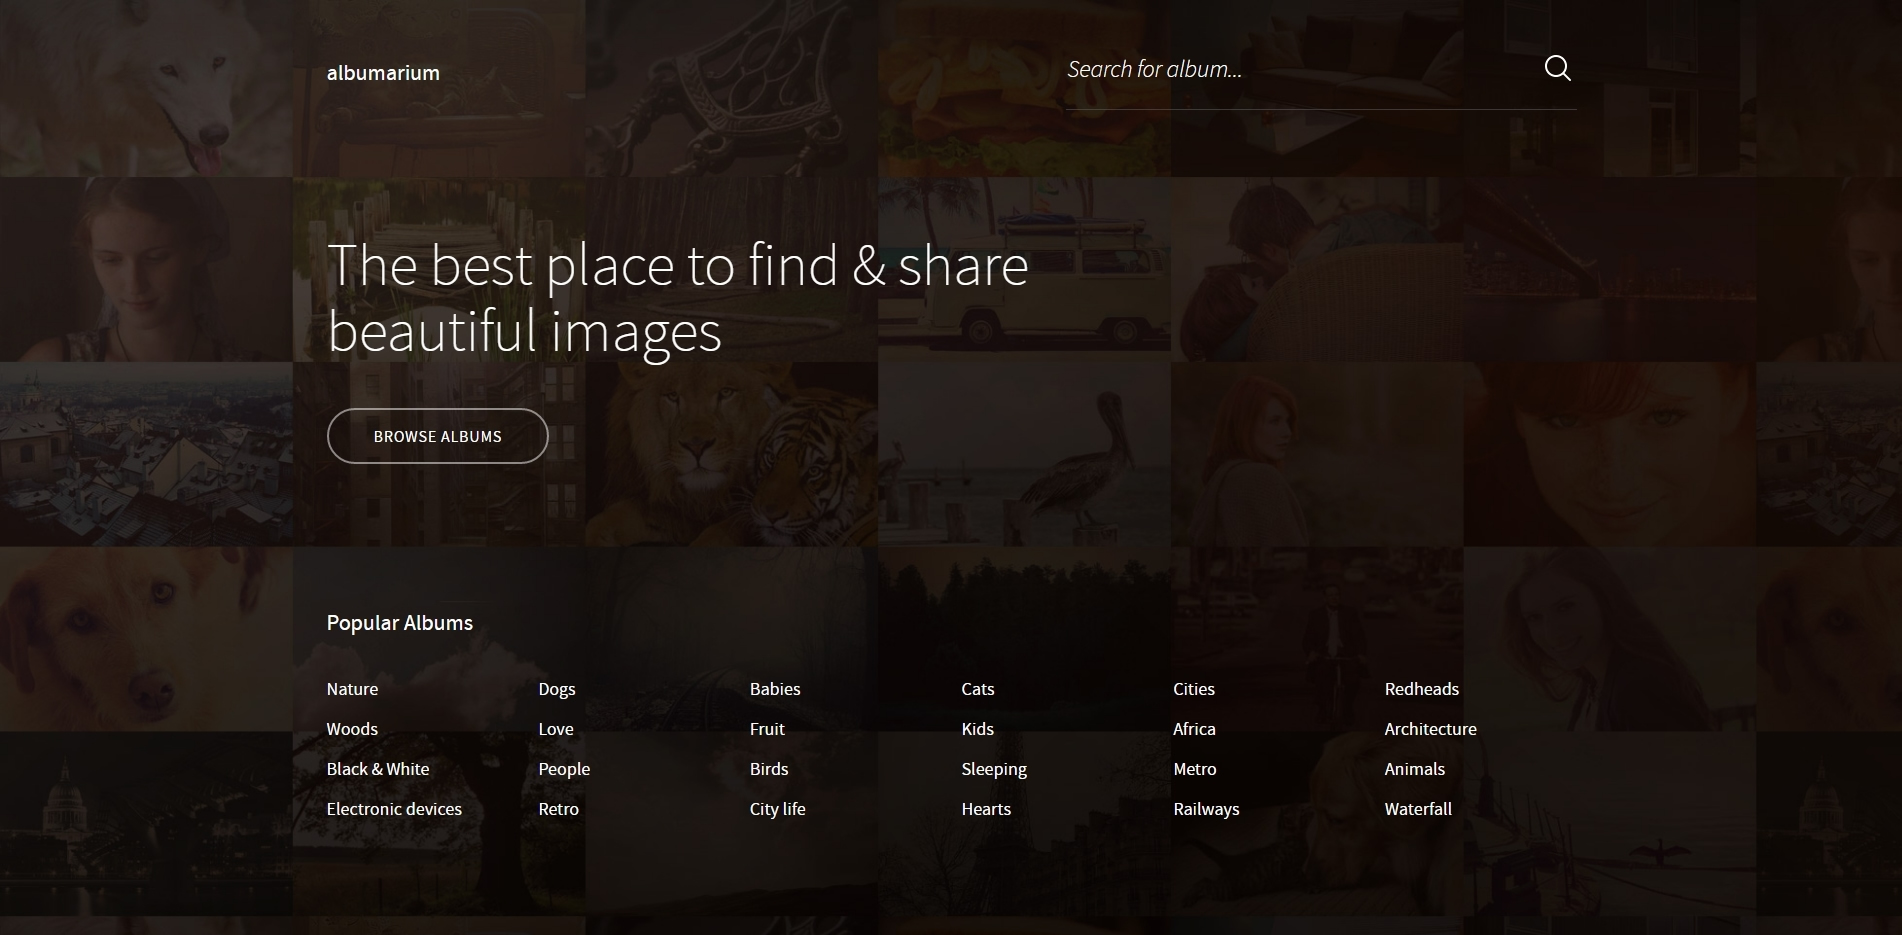 albumarium
Search for album...
The best place to find & share
beautiful images
BROWSE ALBUMS
Popular Albums
Nature
Dogs
Babies
Cats
Cities
Redheads
Woods
Love
Fruit
Kids
Africa
Architecture
Black & White
People
Birds
Sleeping
Metro
Animals
Electronic devices
Retro
City life
Hearts
Railways
Waterfall